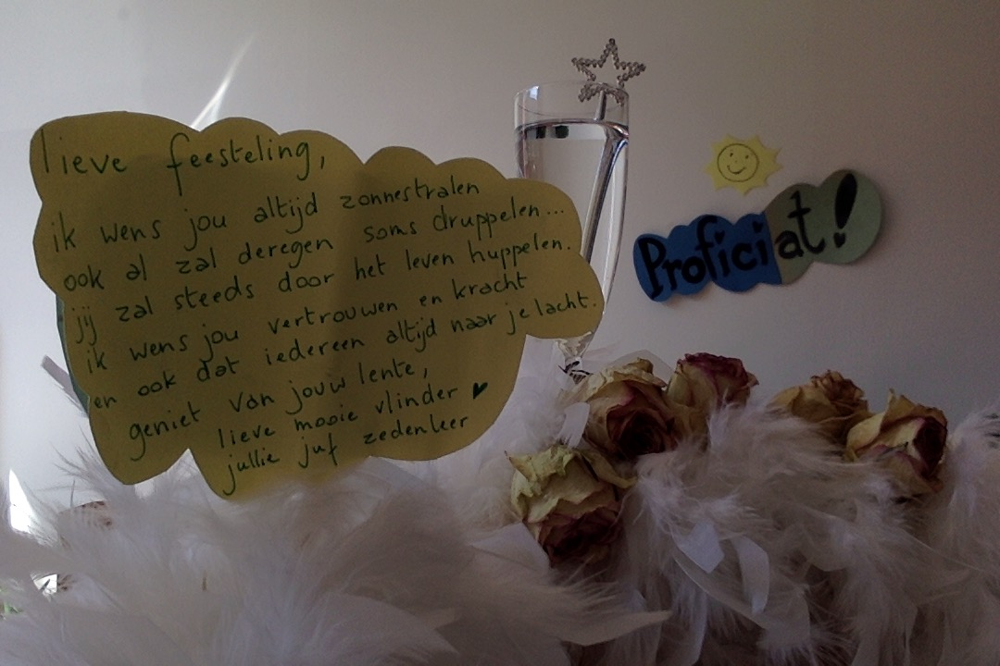 lieve feesteling,
ik wens jou altijd zonnestralen
ook al zal deregen soms druppelen...
jij zal steeds door het leven huppelen.
ik wens jou vertrouwen en kracht
en ook dat iedereen altijd naar je lacht.
geniet van jouw lente,
lieve mooie vlinder ♥
jullie juf zedenleer
Proficiat!